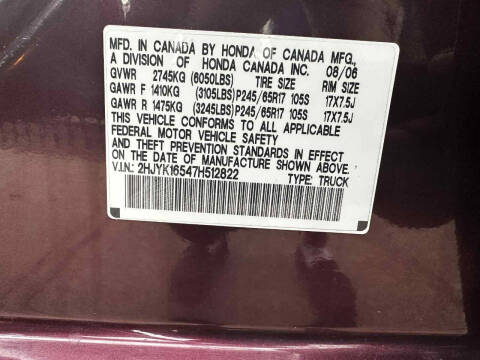 MFD. IN CANADA BY HONDA OF CANADA MFG.,
A DIVISION OF HONDA CANADA INC. 08/06
GVWR 2745KG (6050LBS) TIRE SIZE RIM SIZE
GAWR F 1410KG (3105LBS)P245/65R17 105S 17X7.5J
GAWR R 1475KG (3245LBS)P245/65R17 105S 17X7.5J
THIS VEHICLE CONFORMS TO ALL APPLICABLE
FEDERAL MOTOR VEHICLE SAFETY
AND THEFT PREVENTION STANDARDS IN EFFECT
ON THE DATE OF MANUFACTURE SHOWN ABOVE.
V.I.N.: 2HJYK16547H512822 TYPE: TRUCK